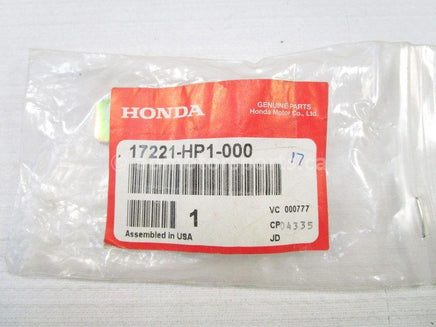 HONDA
GENUINE PARTS
Honda Motor Co., Ltd.
17221-HP1-000
17
1
VC 000777
CP04335
Assembled in USA
JD